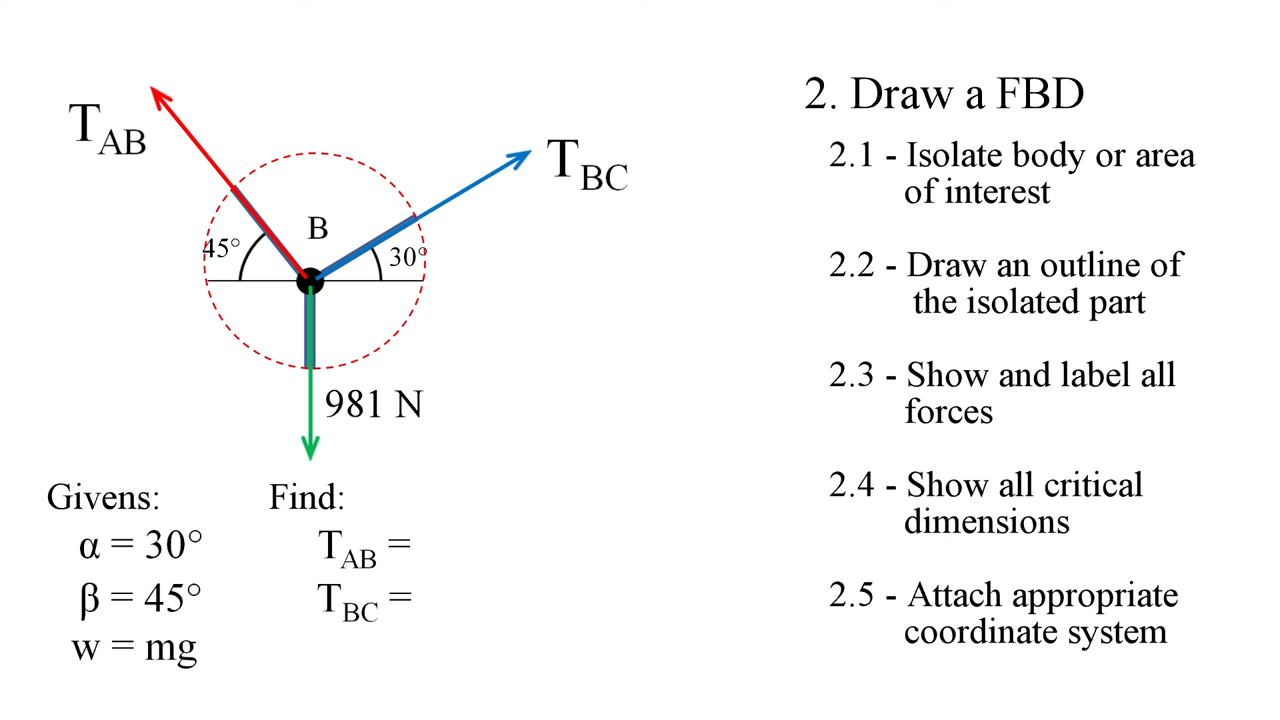 T_AB
T_BC
B
45°
30°
981 N
Givens:
α = 30°
β = 45°
w = mg
Find:
T_AB =
T_BC =
2. Draw a FBD
2.1 - Isolate body or area
of interest
2.2 - Draw an outline of
the isolated part
2.3 - Show and label all
forces
2.4 - Show all critical
dimensions
2.5 - Attach appropriate
coordinate system